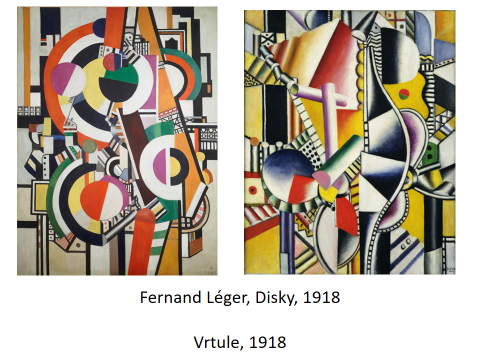 Fernand Léger, Disky, 1918
Vrtule, 1918